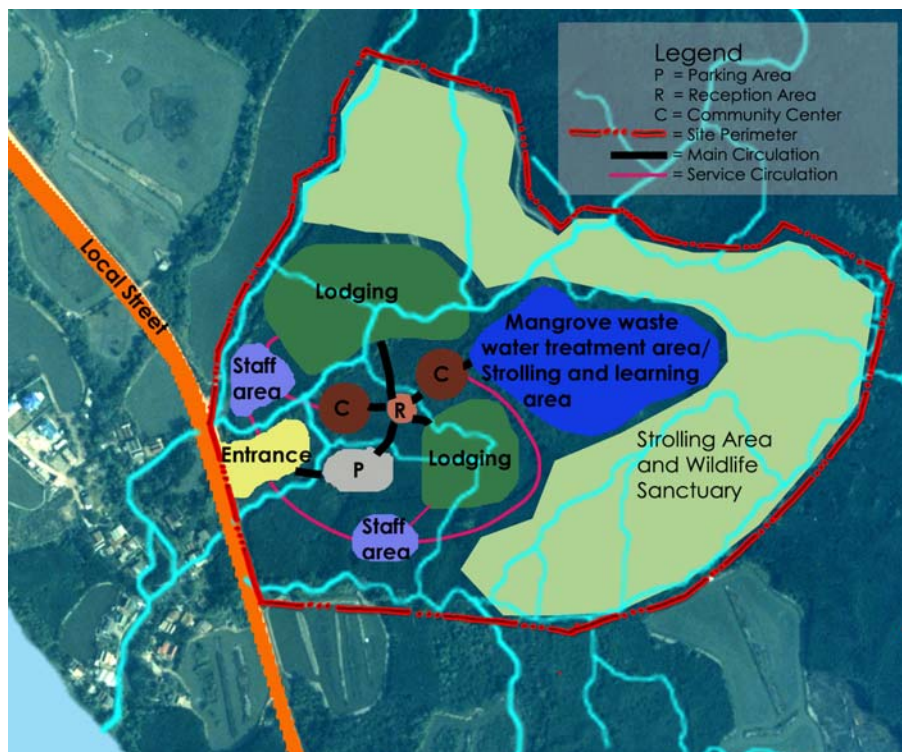 Legend
P = Parking Area
R = Reception Area
C = Community Center
= Site Perimeter
= Main Circulation
= Service Circulation
Local Street
Lodging
Mangrove waste
water treatment area/
Strolling and learning
area
Staff
area
C
C
R
Entrance
P
Lodging
Strolling Area
and Wildlife
Sanctuary
Staff
area